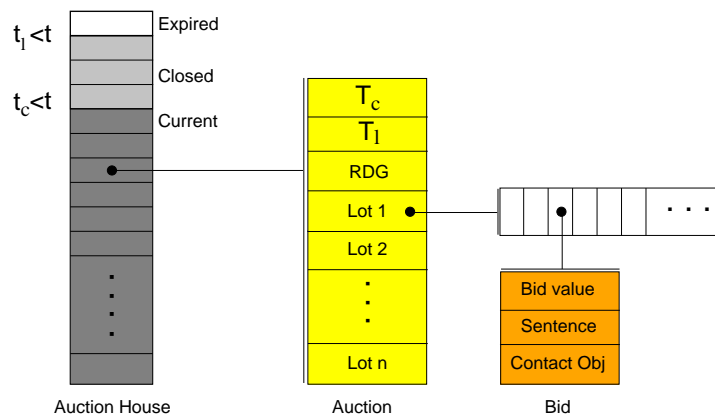 t_l<t
Expired
Closed
t_c<t
Current
T_c
T_l
RDG
Lot 1
Lot 2
Lot n
Bid value
Sentence
Contact Obj
Auction House
Auction
Bid